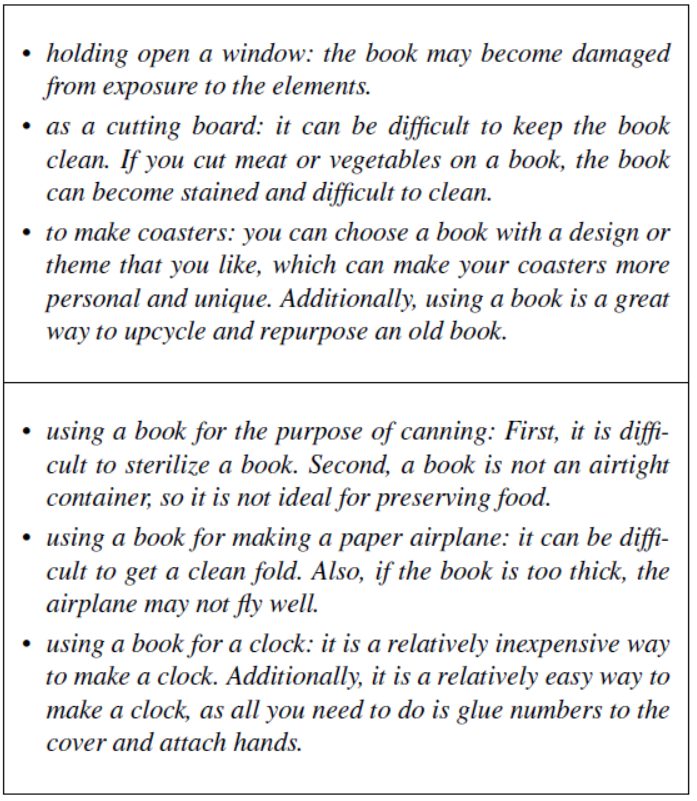 • holding open a window: the book may become damaged
from exposure to the elements.
• as a cutting board: it can be difficult to keep the book
clean. If you cut meat or vegetables on a book, the book
can become stained and difficult to clean.
• to make coasters: you can choose a book with a design or
theme that you like, which can make your coasters more
personal and unique. Additionally, using a book is a great
way to upcycle and repurpose an old book.
• using a book for the purpose of canning: First, it is diffi-
cult to sterilize a book. Second, a book is not an airtight
container, so it is not ideal for preserving food.
• using a book for making a paper airplane: it can be diffi-
cult to get a clean fold. Also, if the book is too thick, the
airplane may not fly well.
• using a book for a clock: it is a relatively inexpensive way
to make a clock. Additionally, it is a relatively easy way to
make a clock, as all you need to do is glue numbers to the
cover and attach hands.